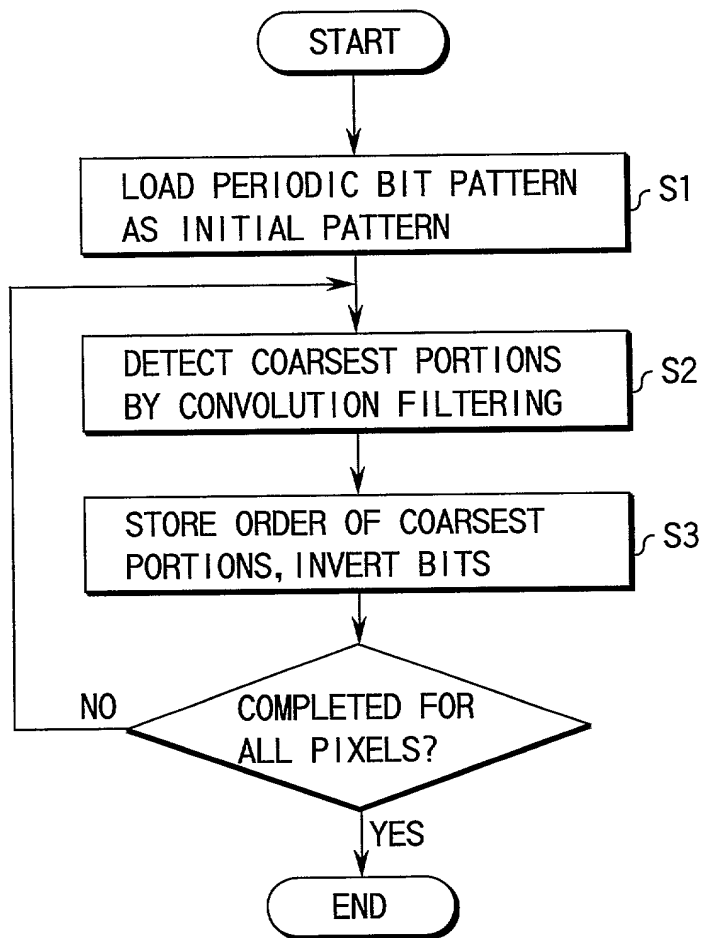 START
LOAD PERIODIC BIT PATTERN
AS INITIAL PATTERN
S1
DETECT COARSEST PORTIONS
BY CONVOLUTION FILTERING
S2
STORE ORDER OF COARSEST
PORTIONS, INVERT BITS
S3
NO
COMPLETED FOR
ALL PIXELS?
YES
END